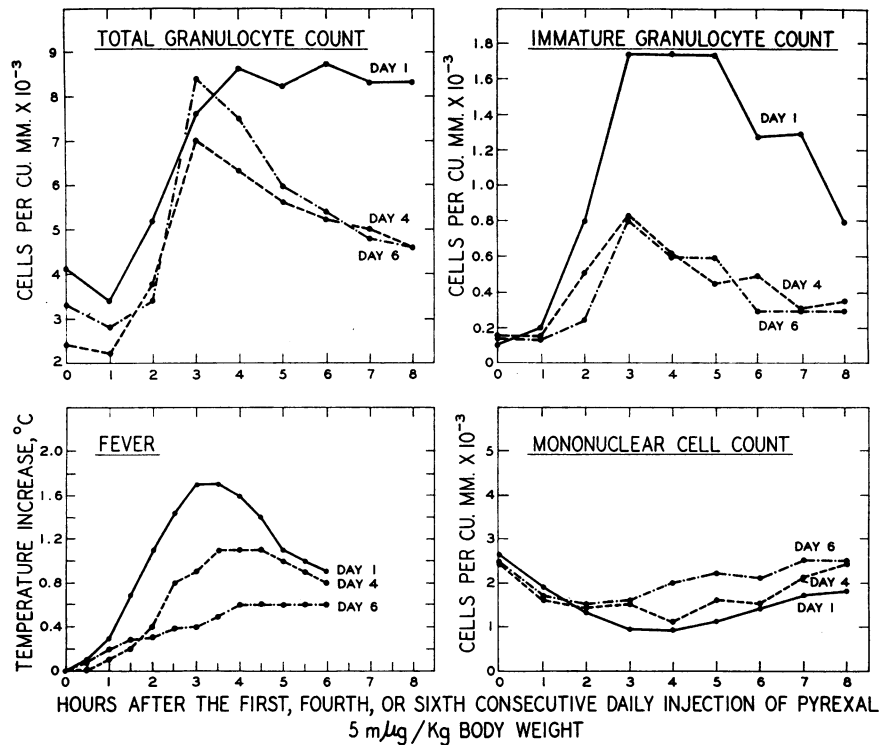 TOTAL GRANULOCYTE COUNT
CELLS PER CU. MM. X 10⁻³
9
8
7
6
5
4
3
2
0 1 2 3 4 5 6 7 8
DAY 1
DAY 4
DAY 6
IMMATURE GRANULOCYTE COUNT
CELLS PER CU. MM. X 10⁻³
1.8
1.6
1.4
1.2
1.0
0.8
0.6
0.4
0.2
0
0 1 2 3 4 5 6 7 8
DAY 1
DAY 4
DAY 6
FEVER
TEMPERATURE INCREASE, °C
2.0
1.6
1.2
0.8
0.4
0
0 1 2 3 4 5 6 7 8
DAY 1
DAY 4
DAY 6
MONONUCLEAR CELL COUNT
CELLS PER CU. MM. X 10⁻³
5
4
3
2
1
0
0 1 2 3 4 5 6 7 8
DAY 6
DAY 4
DAY 1
HOURS AFTER THE FIRST, FOURTH, OR SIXTH CONSECUTIVE DAILY INJECTION OF PYREXAL
5 mμg/Kg BODY WEIGHT